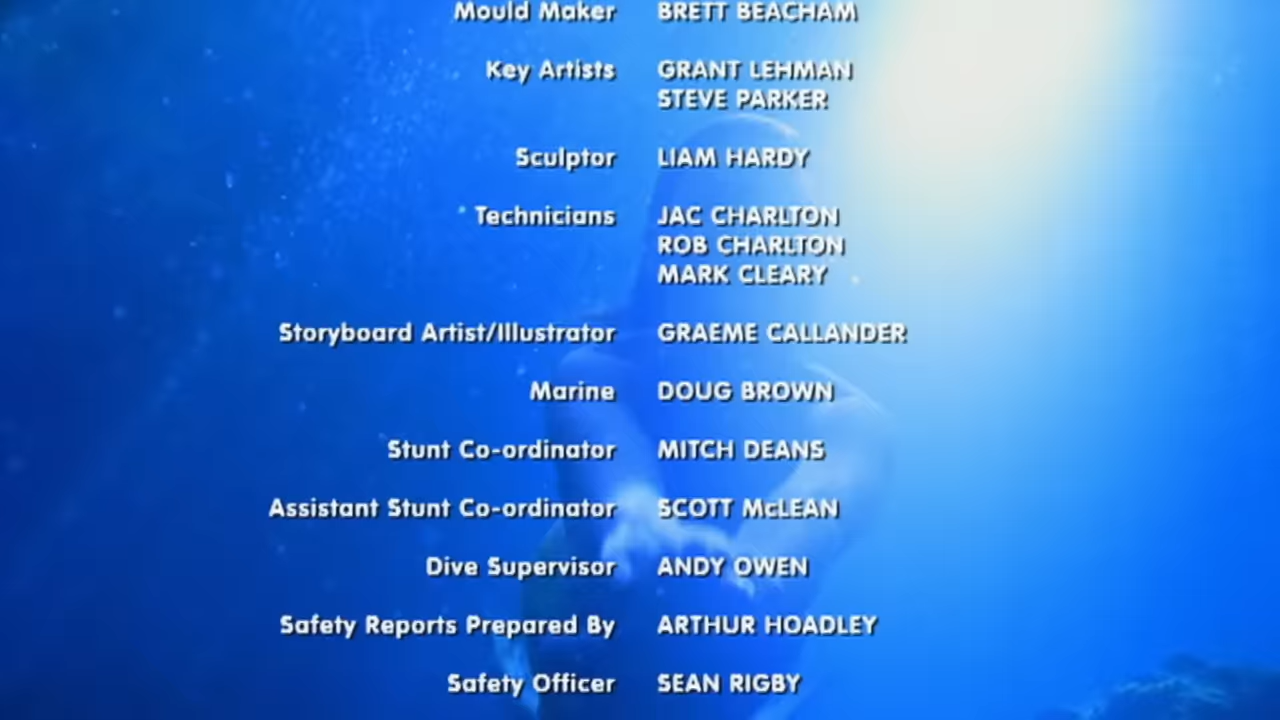 Mould Maker BRETT BEACHAM
Key Artists GRANT LEHMAN
STEVE PARKER
Sculptor LIAM HARDY
Technicians JAC CHARLTON
ROB CHARLTON
MARK CLEARY
Storyboard Artist/Illustrator GRAEME CALLANDER
Marine DOUG BROWN
Stunt Co-ordinator MITCH DEANS
Assistant Stunt Co-ordinator SCOTT McLEAN
Dive Supervisor ANDY OWEN
Safety Reports Prepared By ARTHUR HOADLEY
Safety Officer SEAN RIGBY